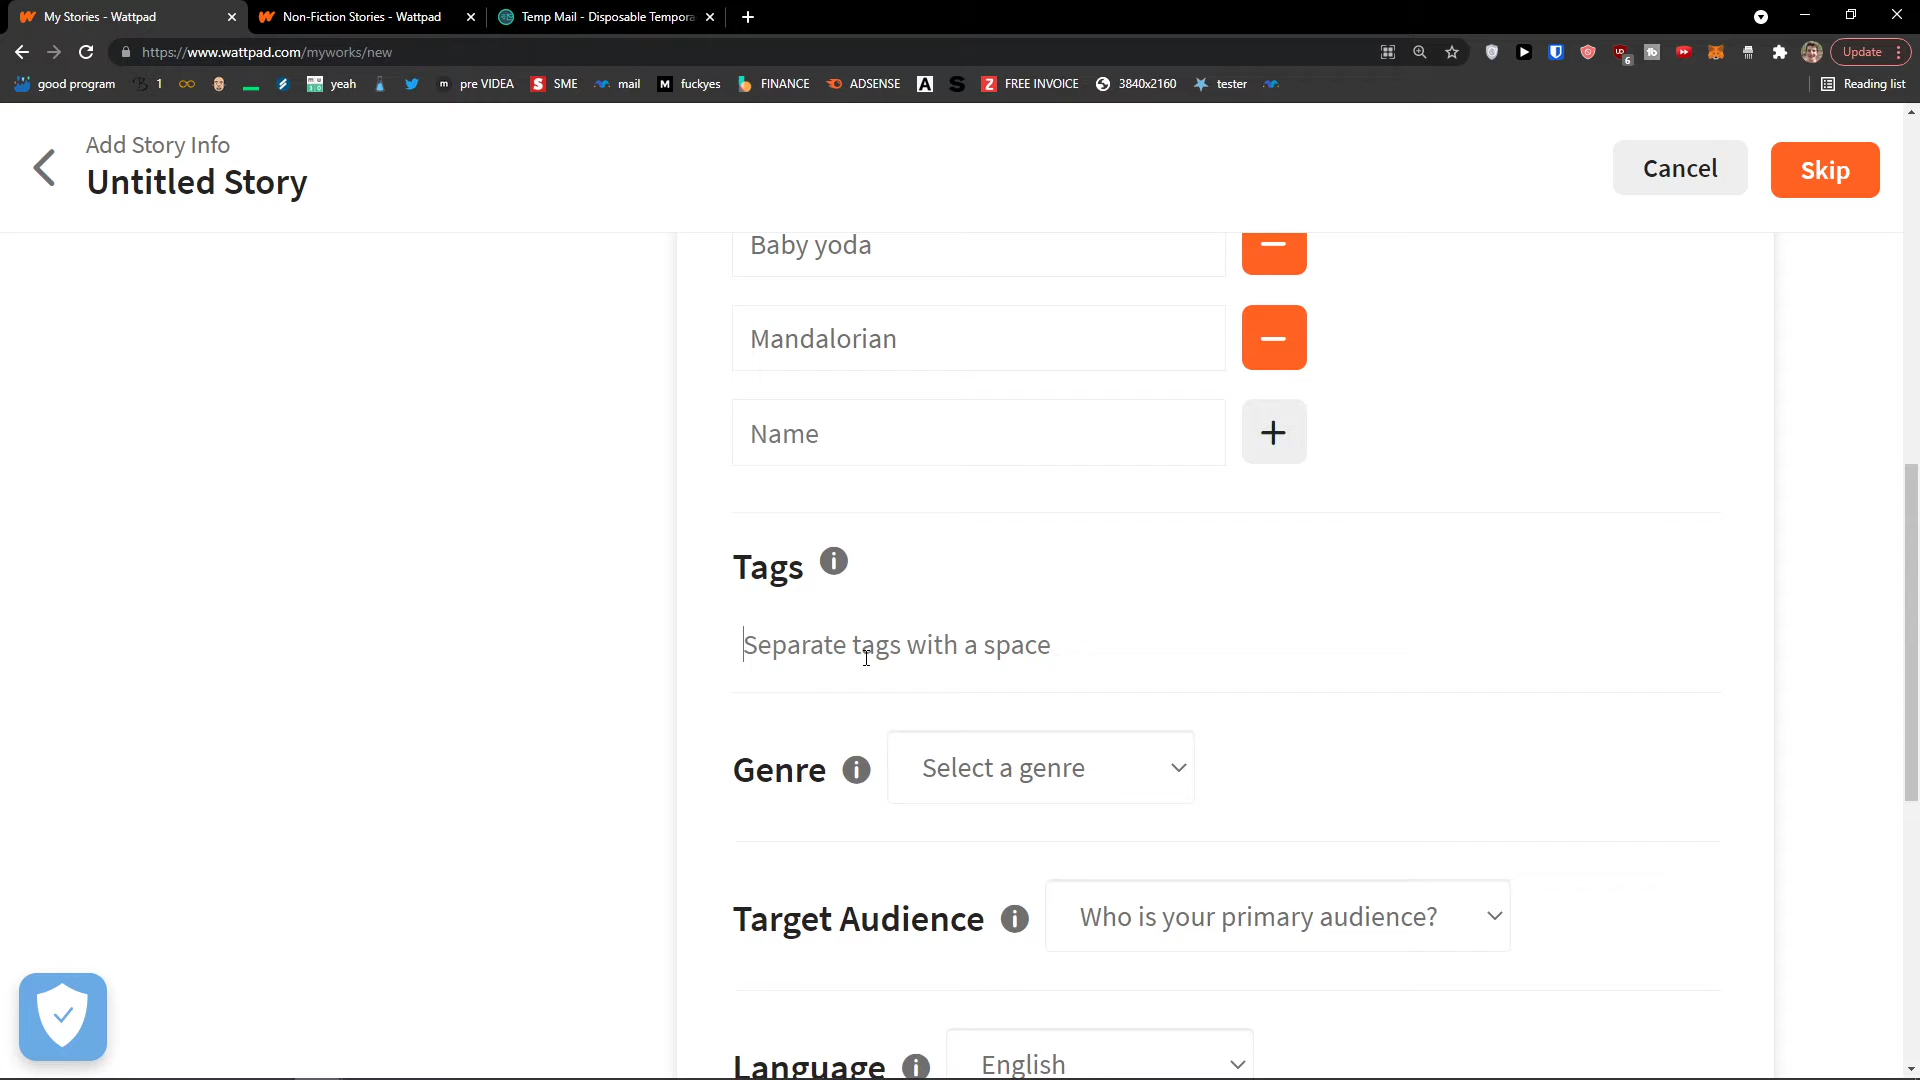 My Stories - Wattpad
Non-Fiction Stories - Wattpad
Temp Mail - Disposable Tempora
https://www.wattpad.com/myworks/new
Update
good program
1
yeah
pre VIDEA
SME
mail
fuckyes
FINANCE
ADSENSE
FREE INVOICE
3840x2160
tester
Reading list
Add Story Info
Untitled Story
Cancel
Skip
Baby yoda
Mandalorian
Name
Tags
Separate tags with a space
Genre
Select a genre
Target Audience
Who is your primary audience?
Language
English